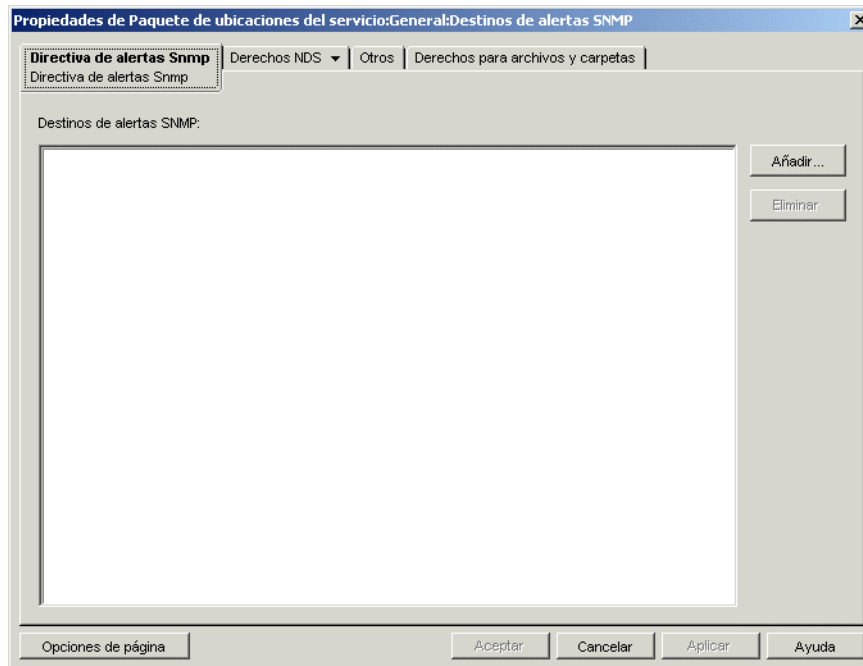 Propiedades de Paquete de ubicaciones del servicio:General:Destinos de alertas SNMP
Directiva de alertas Snmp Derechos NDS Otros Derechos para archivos y carpetas
Directiva de alertas Snmp
Destinos de alertas SNMP:
Añadir...
Eliminar
Opciones de página Aceptar Cancelar Aplicar Ayuda